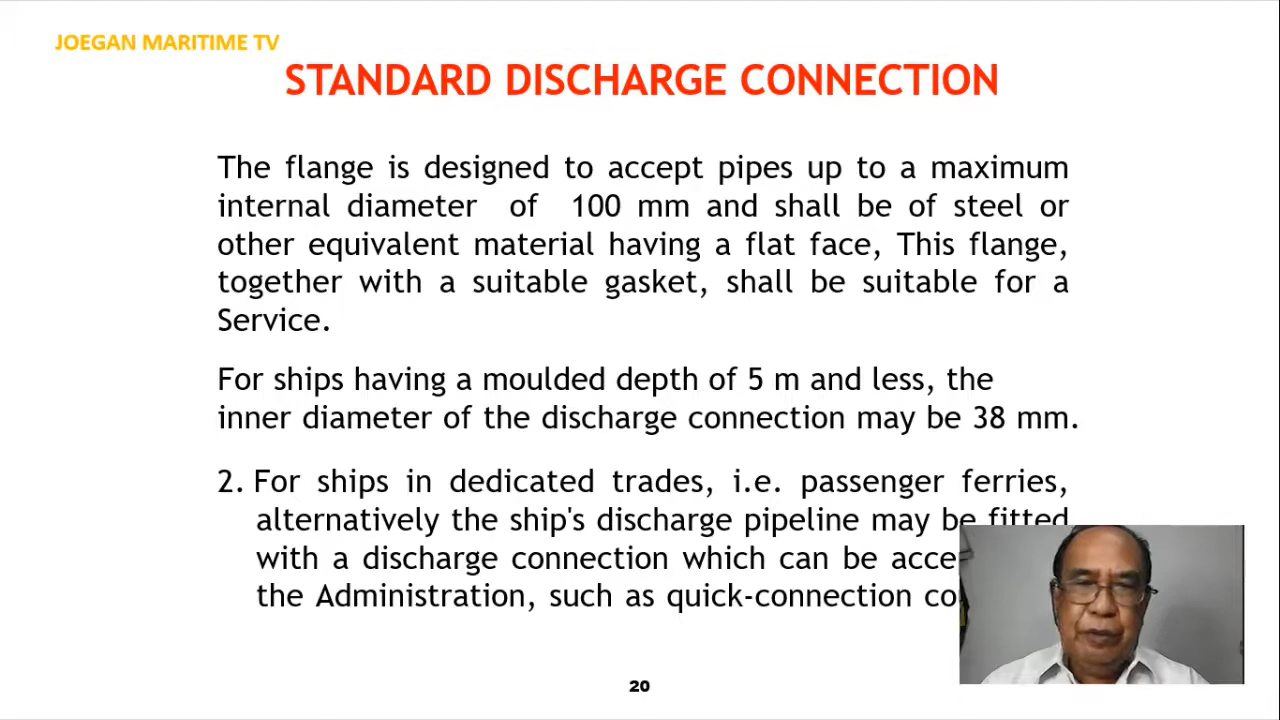 JOEGAN MARITIME TV
STANDARD DISCHARGE CONNECTION
The flange is designed to accept pipes up to a maximum
internal diameter of 100 mm and shall be of steel or
other equivalent material having a flat face, This flange,
together with a suitable gasket, shall be suitable for a
Service.
For ships having a moulded depth of 5 m and less, the
inner diameter of the discharge connection may be 38 mm.
2. For ships in dedicated trades, i.e. passenger ferries,
alternatively the ship's discharge pipeline may be fitted
with a discharge connection which can be
the Administration, such as quick-connection
20